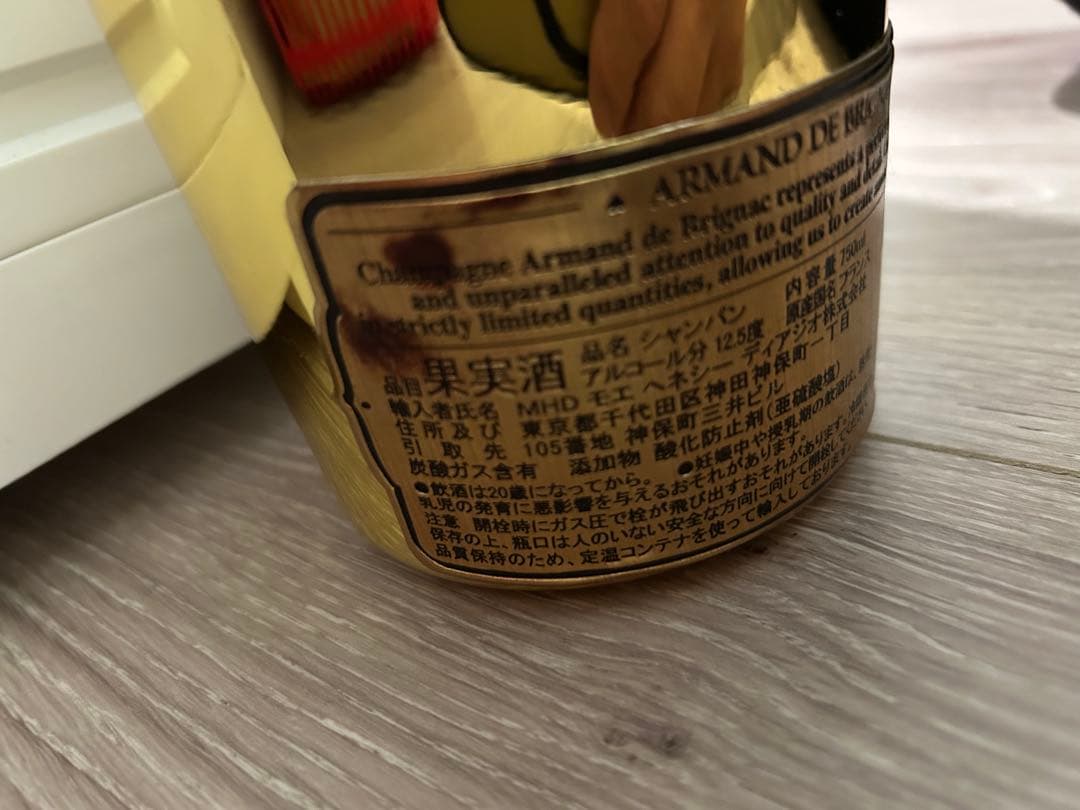 ARMAND DE
Champagne Armand de Brignac represents a
and unparalleled attention to quality and
in strictly limited quantities, allowing us to create
品目 果実酒 品名 シャンパン 内容量 750ml
アルコール分 12.5度 原産国名 フランス
輸入者氏名 MHD モエ ヘネシー ディアジオ株式会社
住所及び 東京都千代田区神田神保町一丁目
引取先 105番地 神保町三井ビル
炭酸ガス含有 添加物 酸化防止剤(亜硫酸塩)
●飲酒は20歳になってから。 ●妊娠中や授乳期の飲酒は、
乳児の発育に悪影響を与えるおそれがあります。
注意 開栓時にガス圧で栓が飛び出すおそれがあります。
保存の上、瓶口は人のいない安全な方向に向けて開栓してください。
品質保持のため、定温コンテナを使って輸入しております。